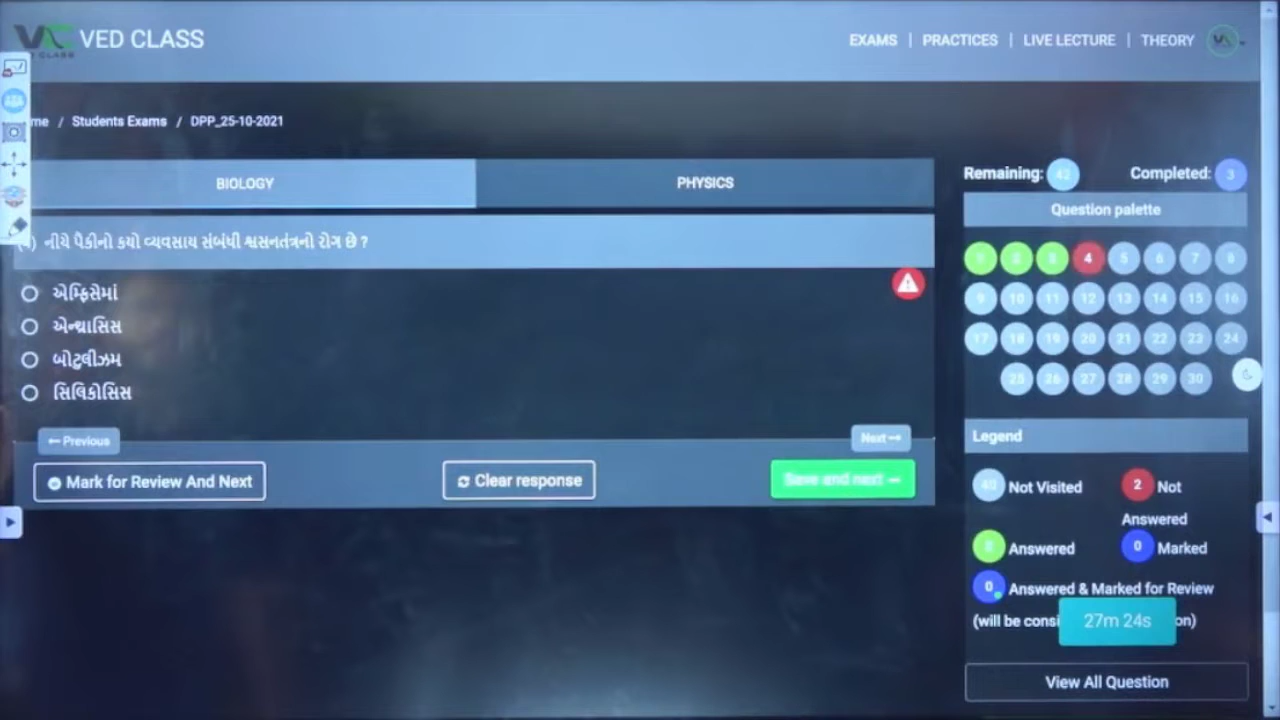 VED CLASS
EXAMS | PRACTICES | LIVE LECTURE | THEORY
/ Students Exams / DPP_25-10-2021
BIOLOGY
PHYSICS
નીચે પૈકીનો કયો વ્યવસાય સંબંધી શ્વસનતંત્રનો રોગ છે ?
એમ્ફિસેમાં
એન્થ્રાસિસ
બોટુલીઝમ
સિલિકોસિસ
← Previous
Next →
Mark for Review And Next
Clear response
Save and next →
Remaining: 42
Completed: 3
Question palette
1 2 3 4 5 6 7 8
9 10 11 12 13 14 15 16
17 18 19 20 21 22 23 24
25 26 27 28 29 30
Legend
Not Visited
2 Not Answered
Answered
0 Marked
0 Answered & Marked for Review
(will be consi
27m 24s
on)
View All Question